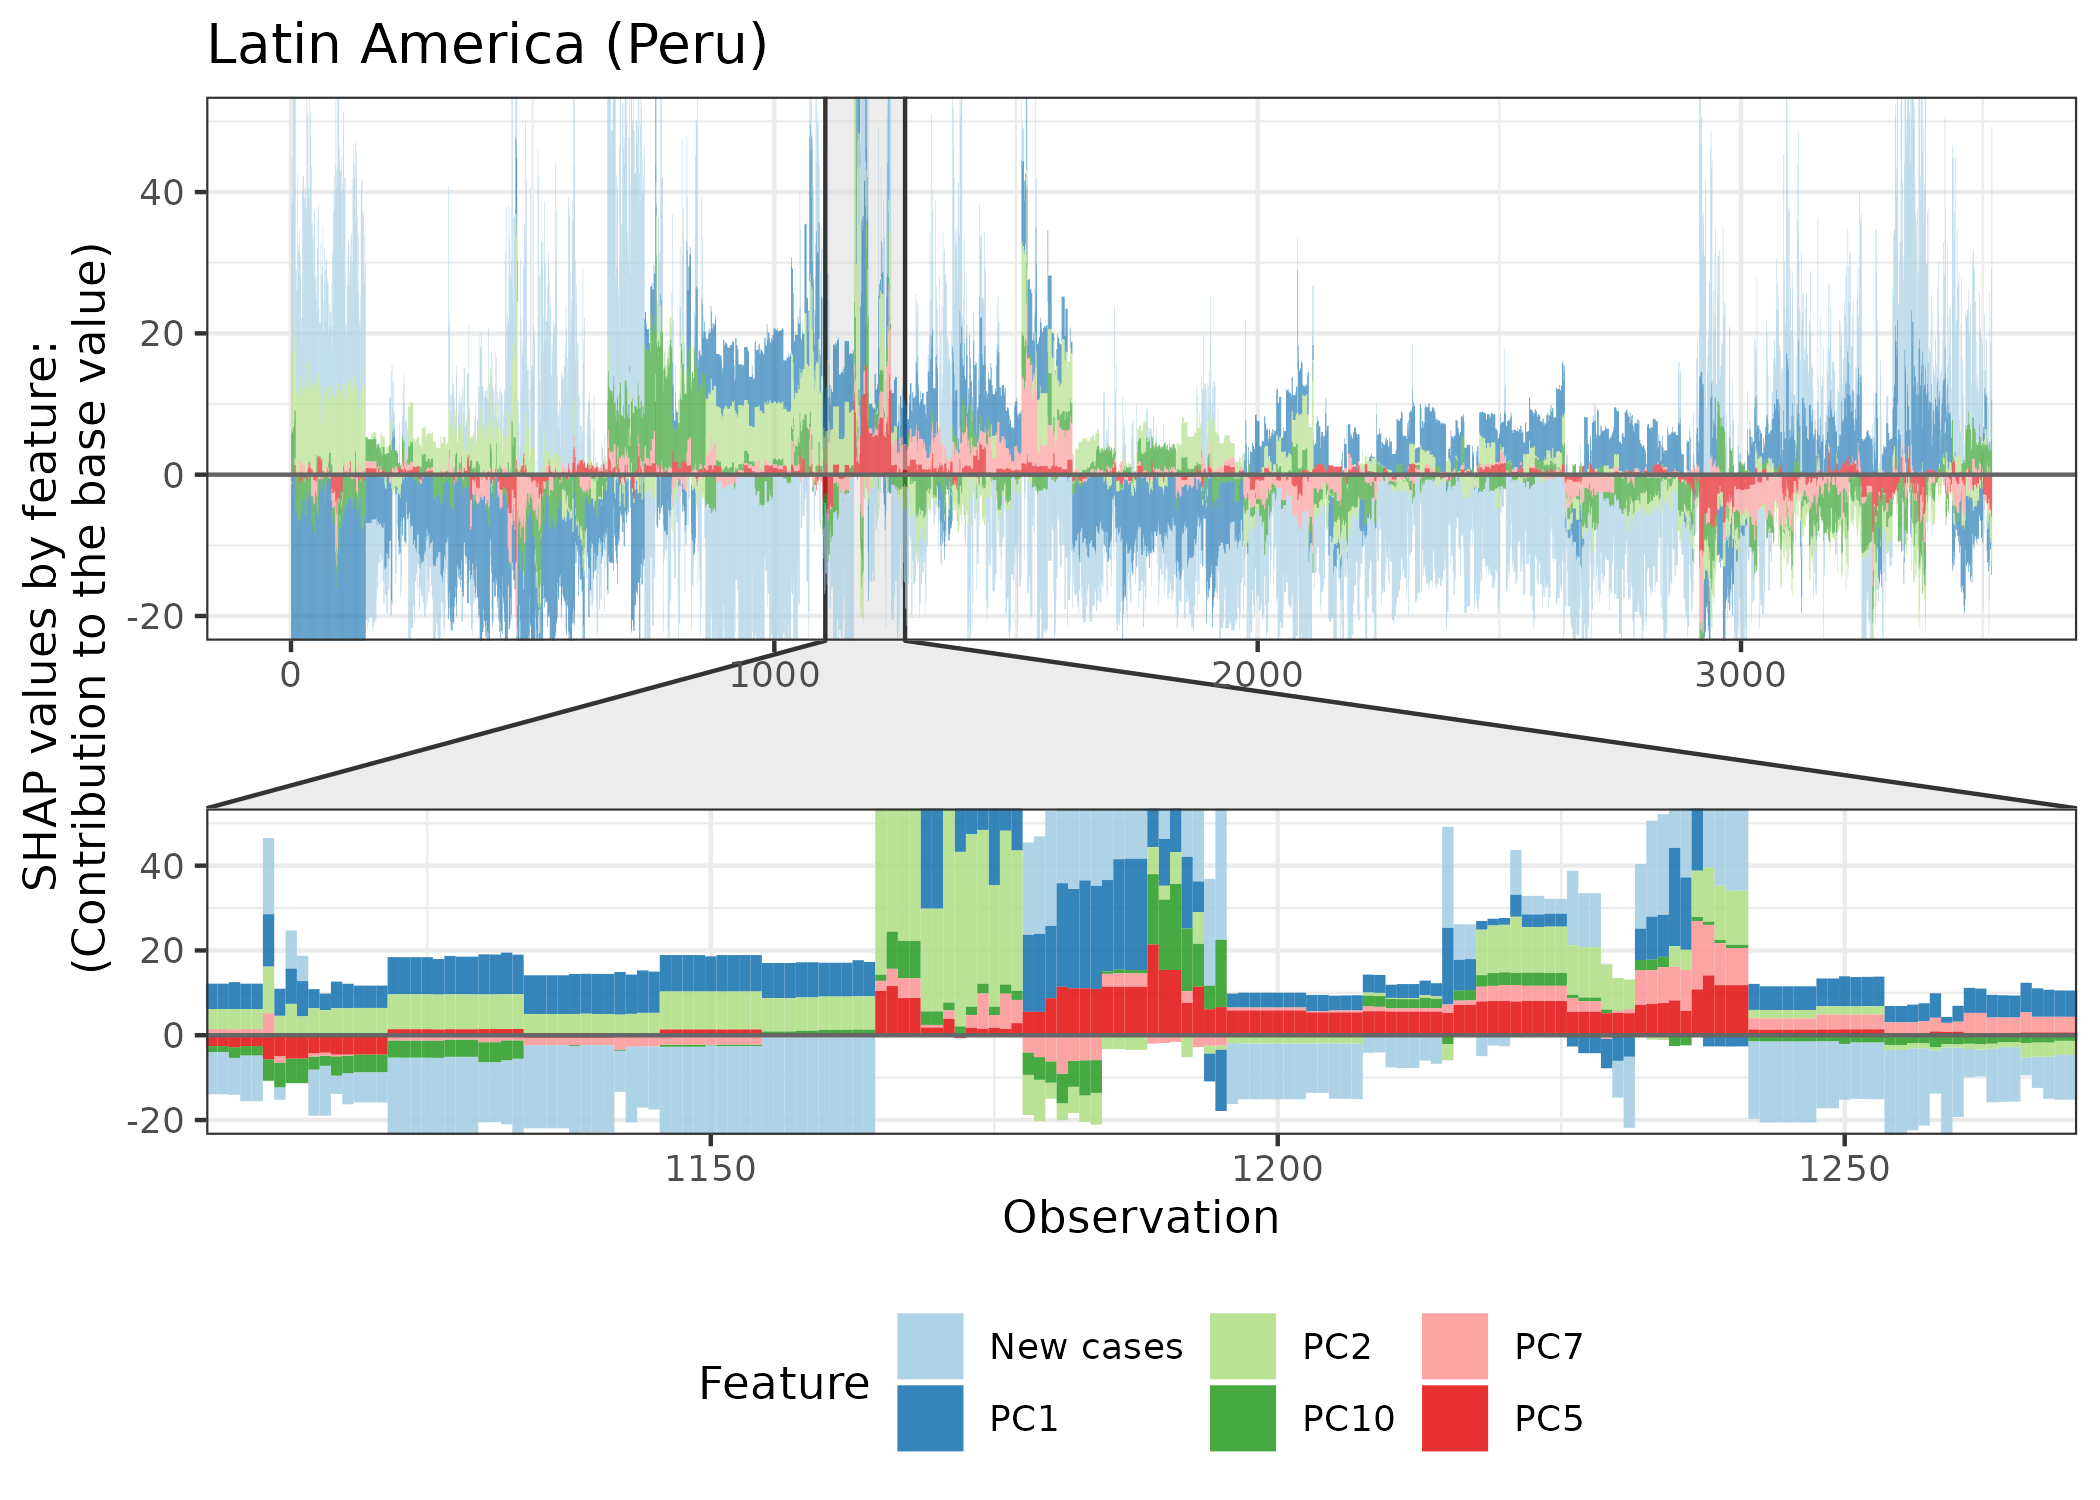 Latin America (Peru)
SHAP values by feature:
(Contribution to the base value)
40
20
0
-20
0
1000
2000
3000
40
20
0
-20
1150
1200
1250
Observation
Feature
New cases
PC2
PC7
PC1
PC10
PC5